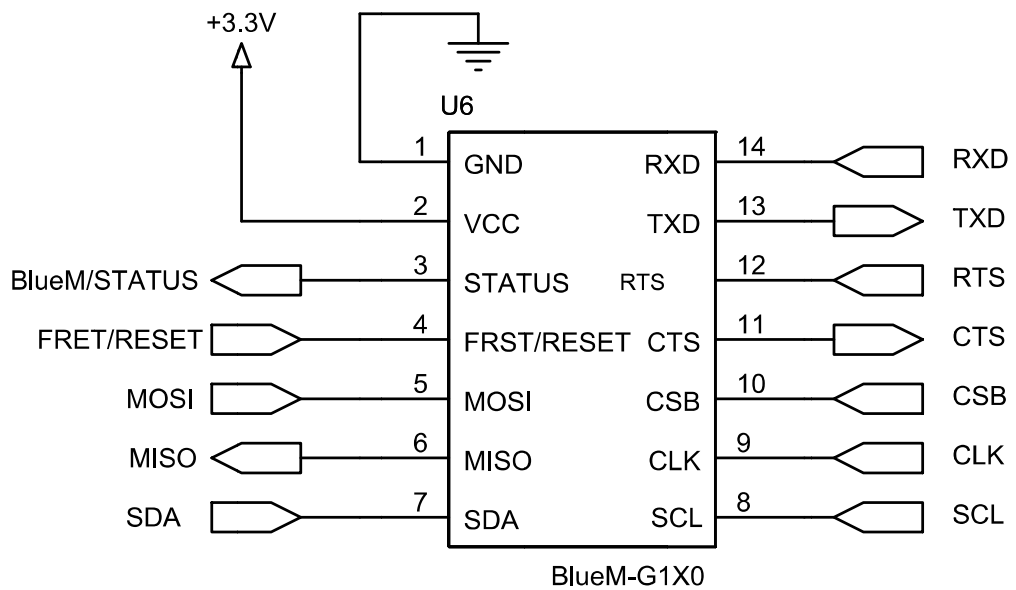 +3.3V
U6
1 GND RXD 14 RXD
2 VCC TXD 13 TXD
BlueM/STATUS 3 STATUS RTS 12 RTS
FRET/RESET 4 FRST/RESET CTS 11 CTS
MOSI 5 MOSI CSB 10 CSB
MISO 6 MISO CLK 9 CLK
SDA 7 SDA SCL 8 SCL
BlueM-G1X0